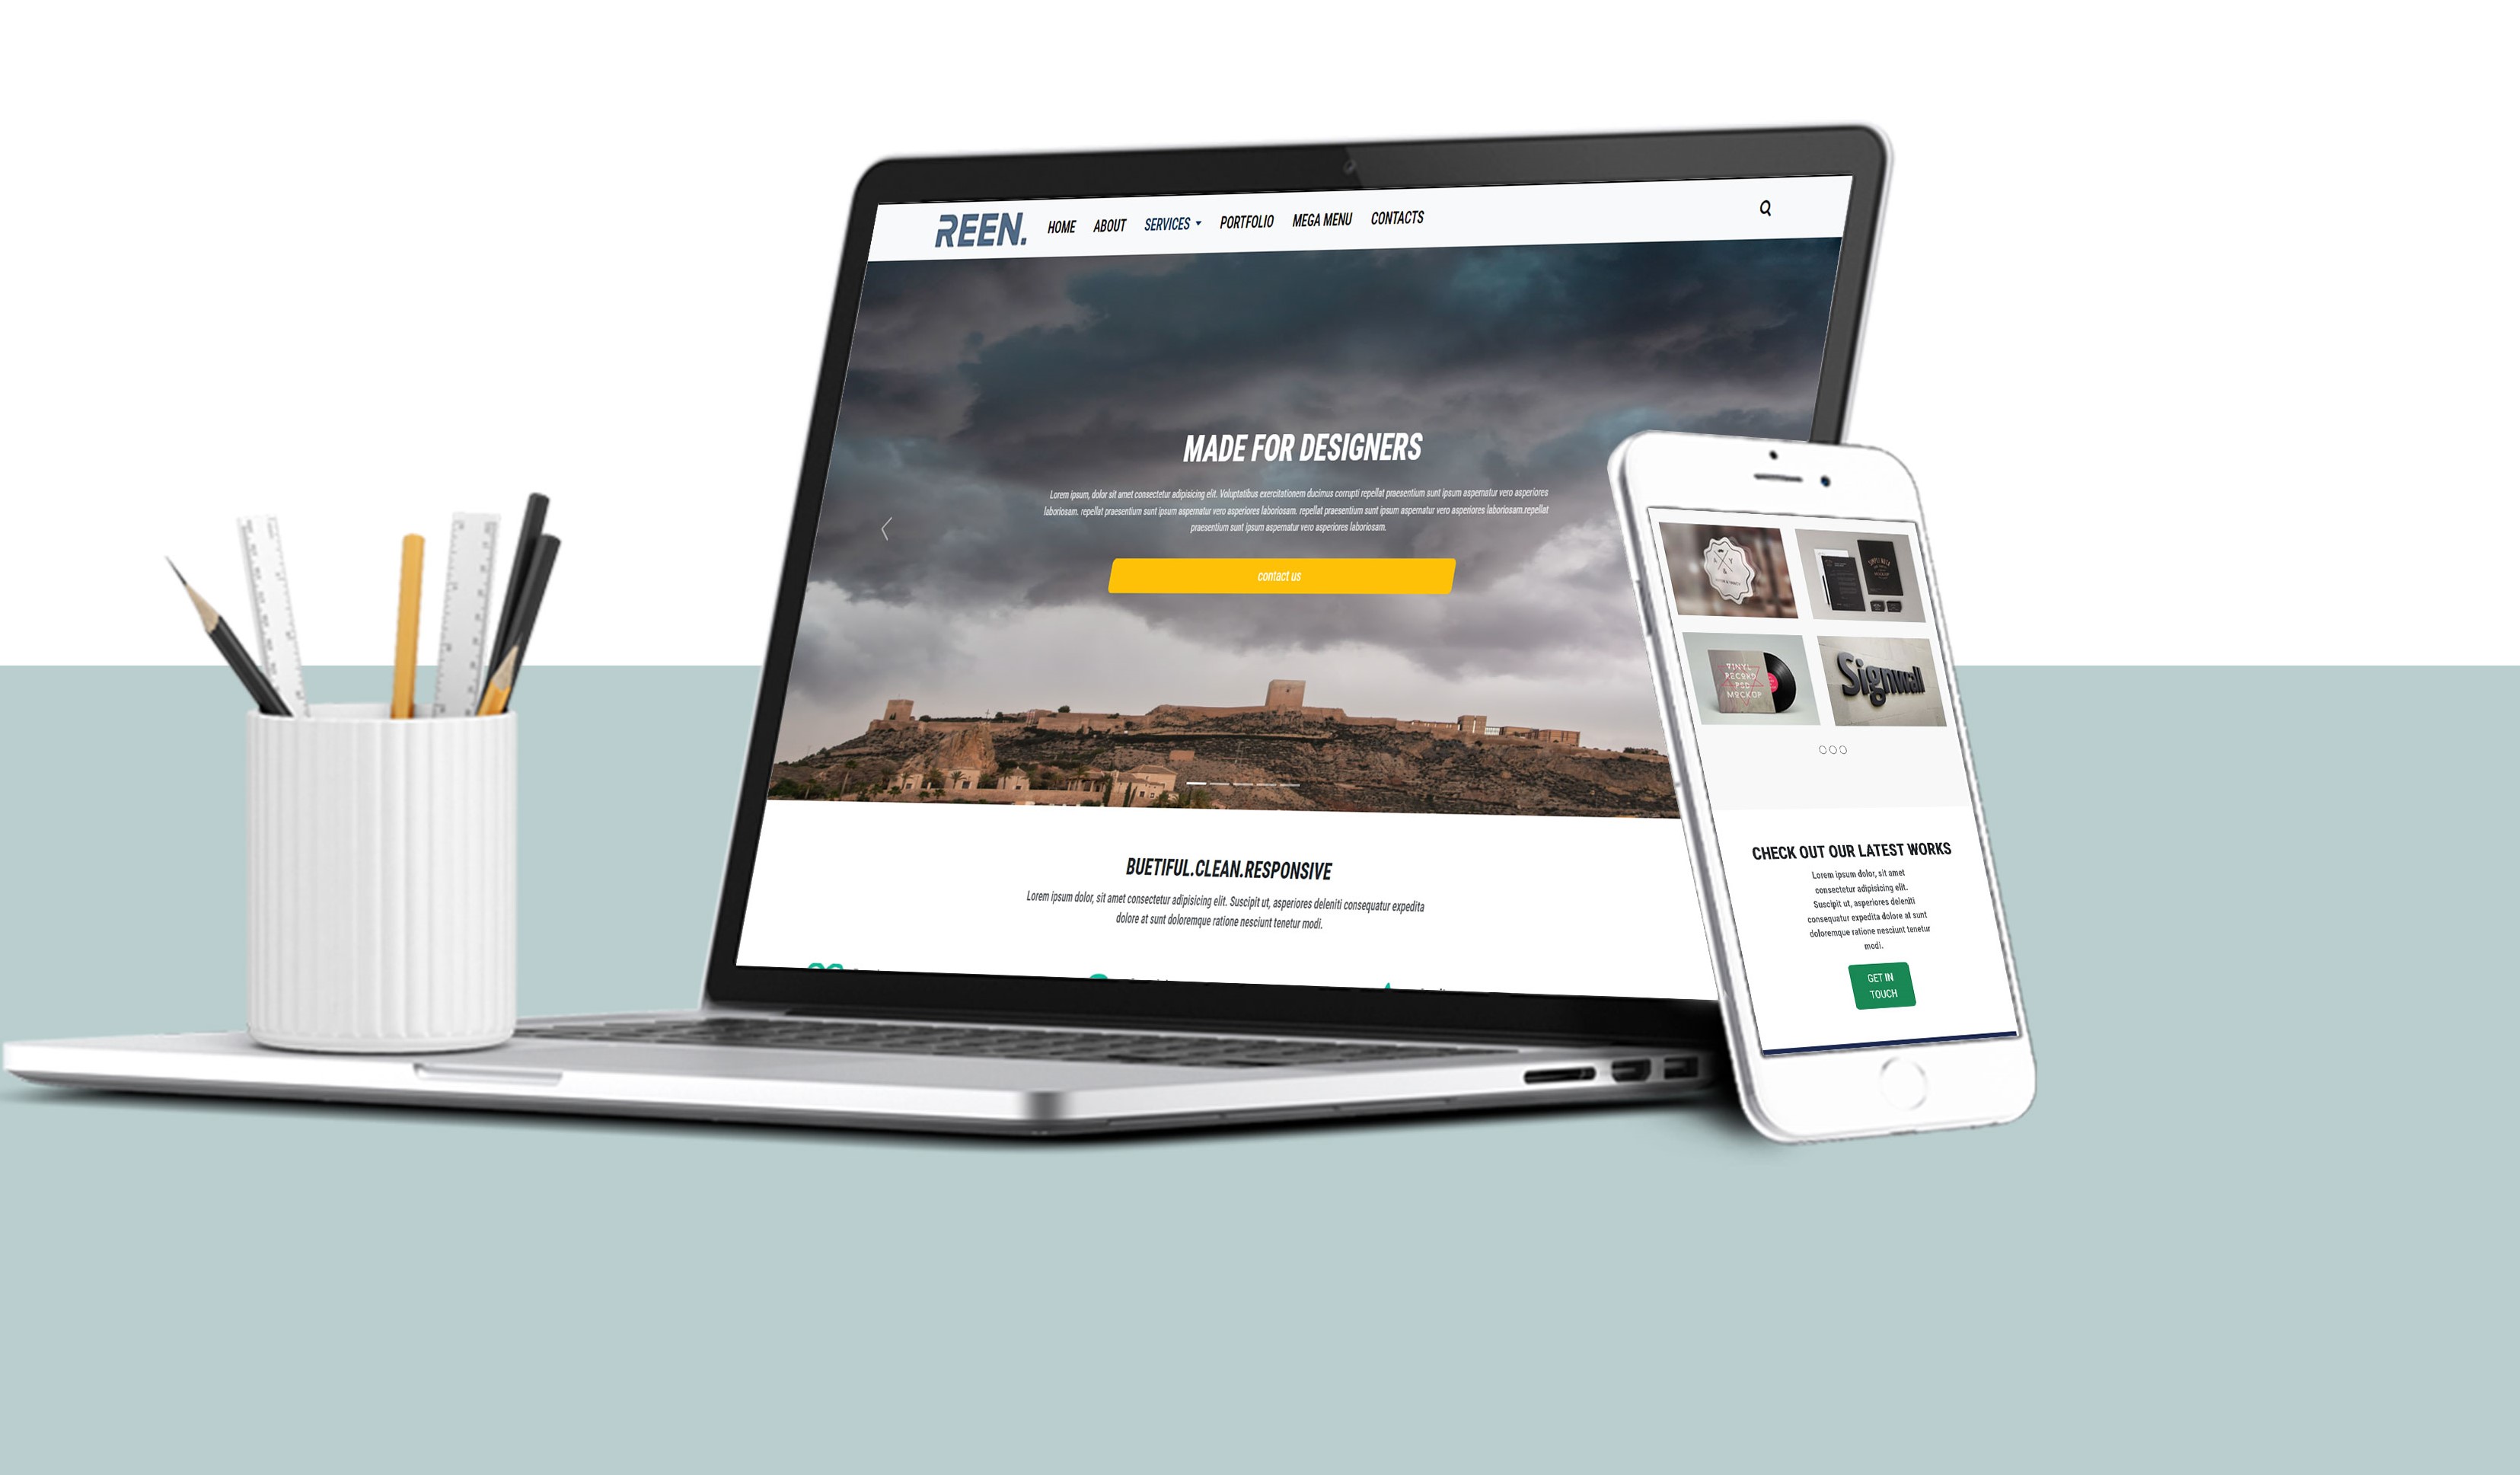 REEN.
HOME ABOUT SERVICES PORTFOLIO MEGA MENU CONTACTS
MADE FOR DESIGNERS
Lorem ipsum, dolor sit amet consectetur adipisicing elit. Voluptatibus exercitationem ducimus corrupti repellat praesentium sunt ipsum aspernatur vero asperiores
laboriosam. repellat praesentium sunt ipsum aspernatur vero asperiores laboriosam. repellat praesentium sunt ipsum aspernatur vero asperiores laboriosam.repellat
praesentium sunt ipsum aspernatur vero asperiores laboriosam.
contact us
BUETIFUL.CLEAN.RESPONSIVE
Lorem ipsum dolor, sit amet consectetur adipisicing elit. Suscipit ut, asperiores deleniti consequatur expedita
dolore at sunt doloremque ratione nesciunt tenetur modi.
VINYL
RECORD
PSD
MOCKUP
Signwall
CHECK OUT OUR LATEST WORKS
Lorem ipsum dolor, sit amet
consectetur adipisicing elit.
Suscipit ut, asperiores deleniti
consequatur expedita dolore at sunt
doloremque ratione nesciunt tenetur
modi.
GET IN
TOUCH